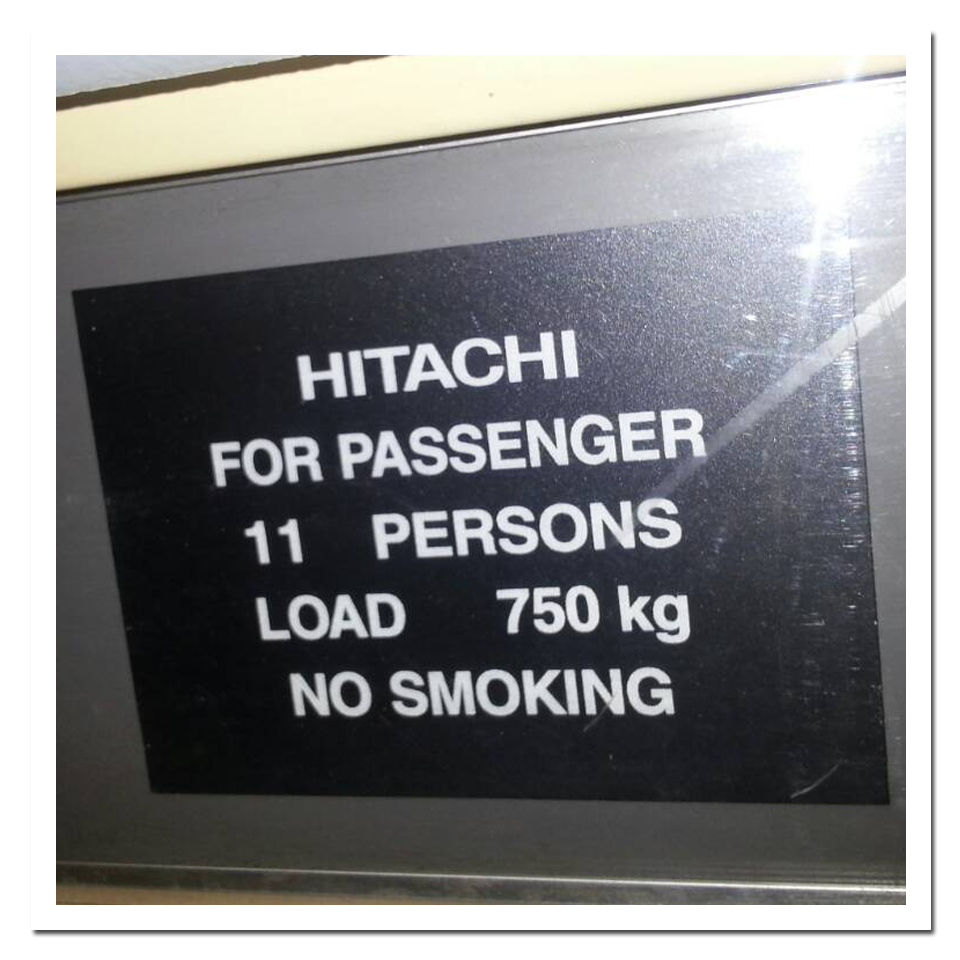 HITACHI
FOR PASSENGER
11 PERSONS
LOAD 750 kg
NO SMOKING